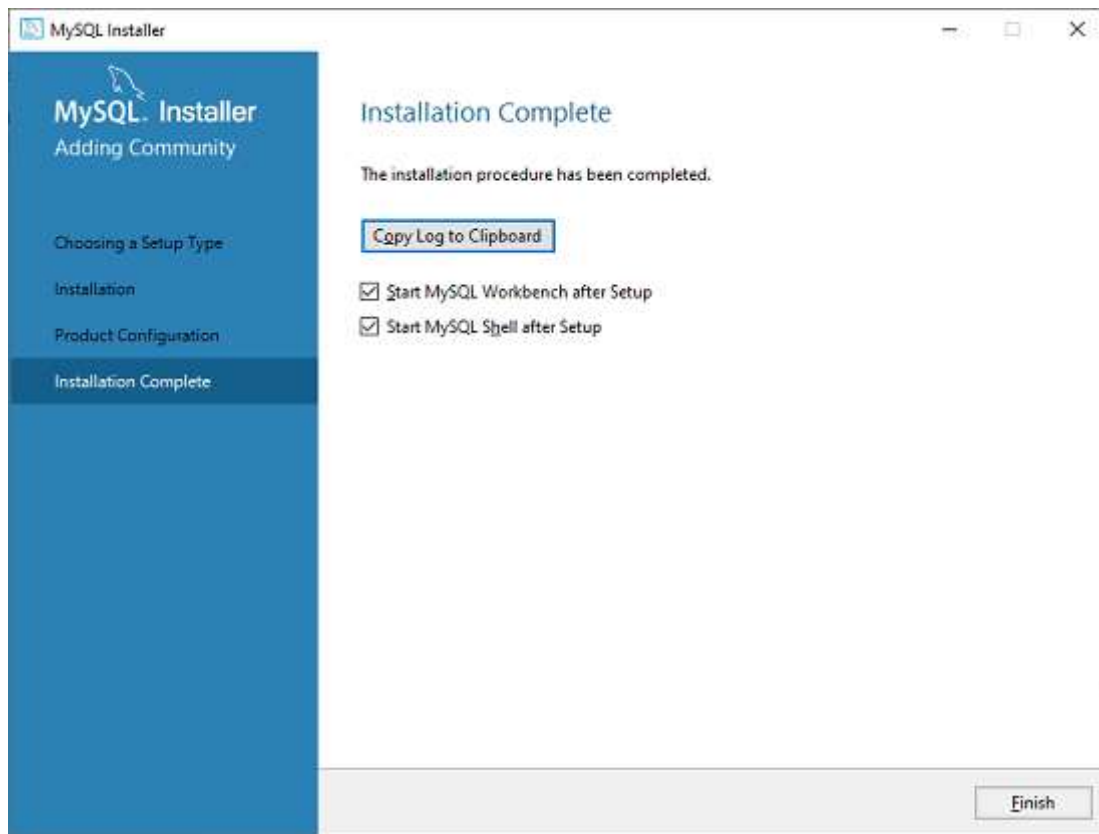 MySQL Installer
MySQL. Installer
Adding Community
Choosing a Setup Type
Installation
Product Configuration
Installation Complete
Installation Complete
The installation procedure has been completed.
Copy Log to Clipboard
Start MySQL Workbench after Setup
Start MySQL Shell after Setup
Finish